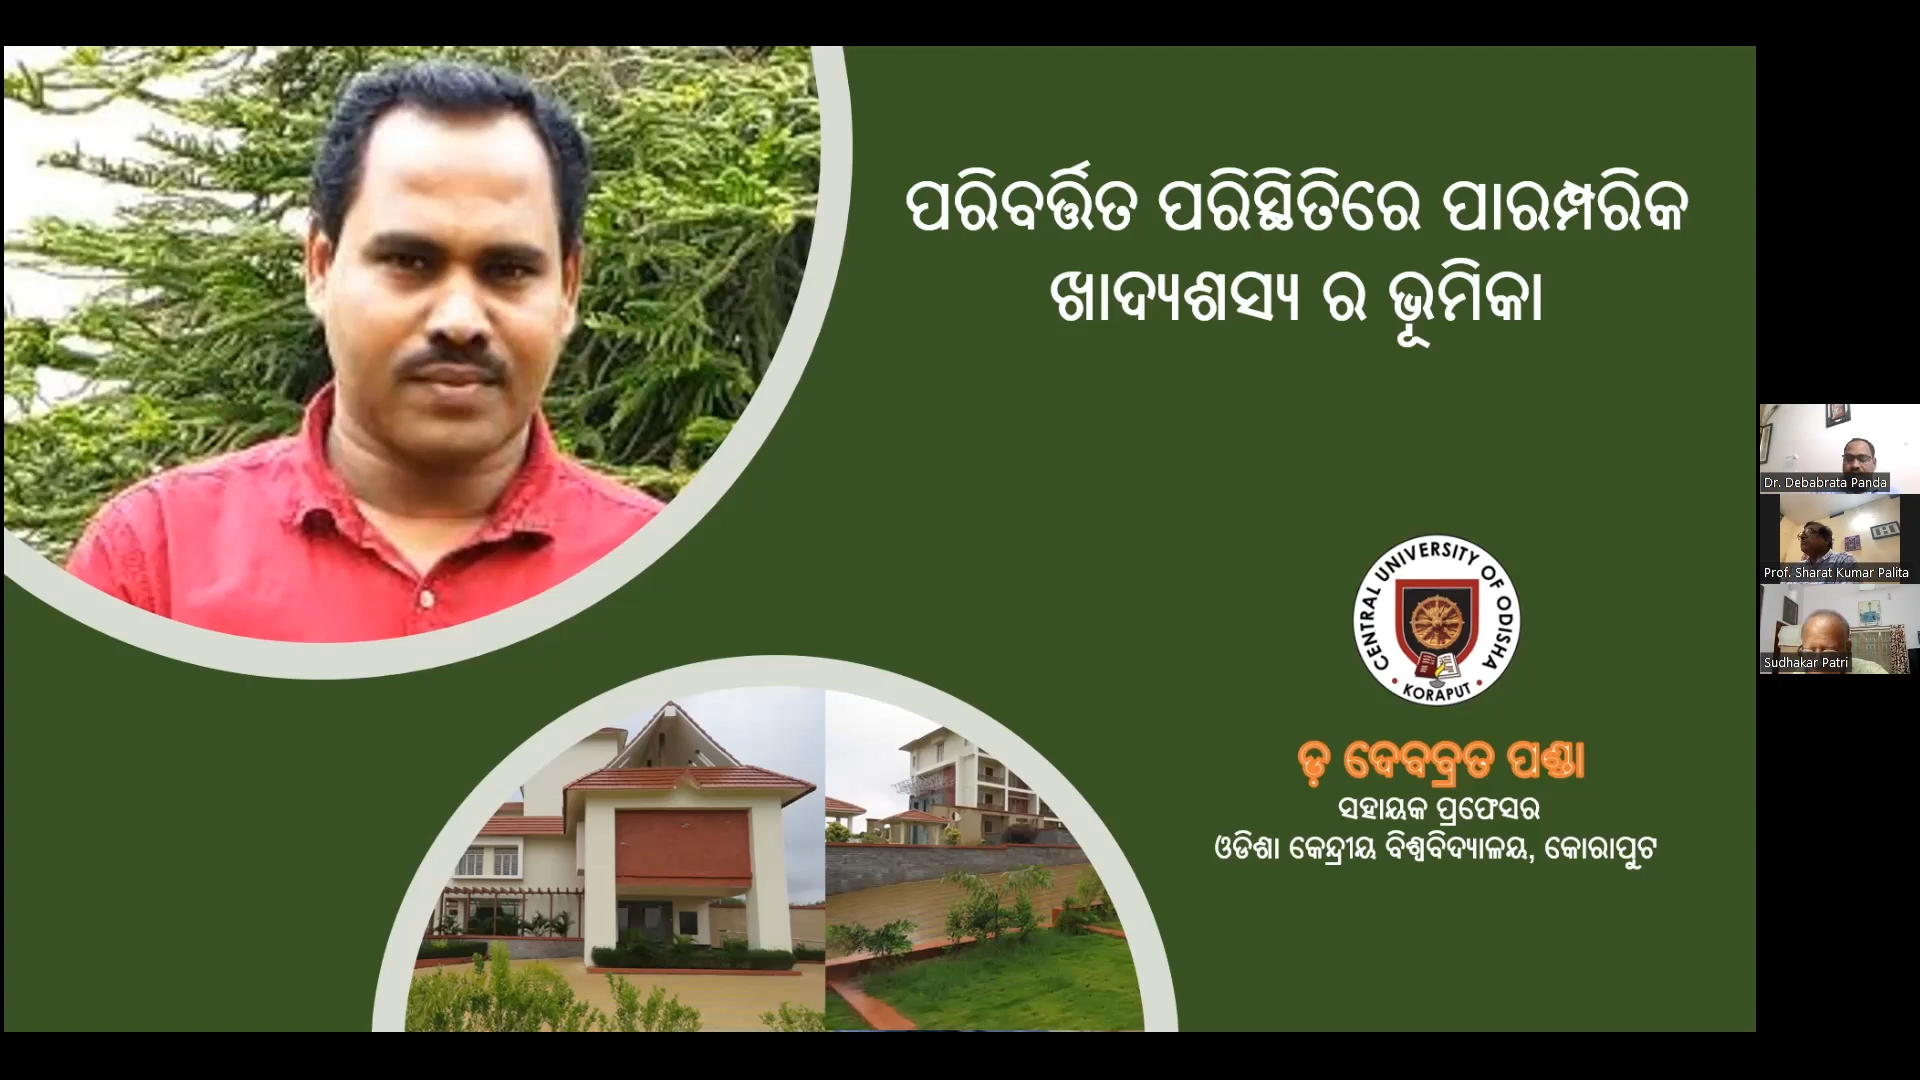 ପରିବର୍ତ୍ତିତ ପରିସ୍ଥିତିରେ ପାରମ୍ପରିକ
ଖାଦ୍ୟଶସ୍ୟ ର ଭୂମିକା
CENTRAL UNIVERSITY OF ODISHA
• KORAPUT •
ଡ଼ ଦେବବ୍ରତ ପଣ୍ଡା
ସହାୟକ ପ୍ରଫେସର
ଓଡିଶା କେନ୍ଦ୍ରୀୟ ବିଶ୍ୱବିଦ୍ୟାଳୟ, କୋରାପୁଟ
Dr. Debabrata Panda
Prof. Sharat Kumar Palita
Sudhakar Patri